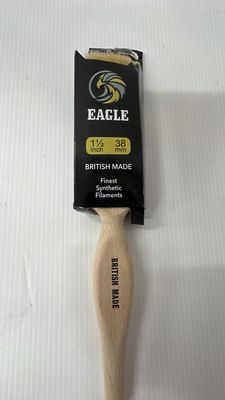 EAGLE
1½ 38
inch mm
BRITISH MADE
Finest
Synthetic
Filaments
BRITISH MADE